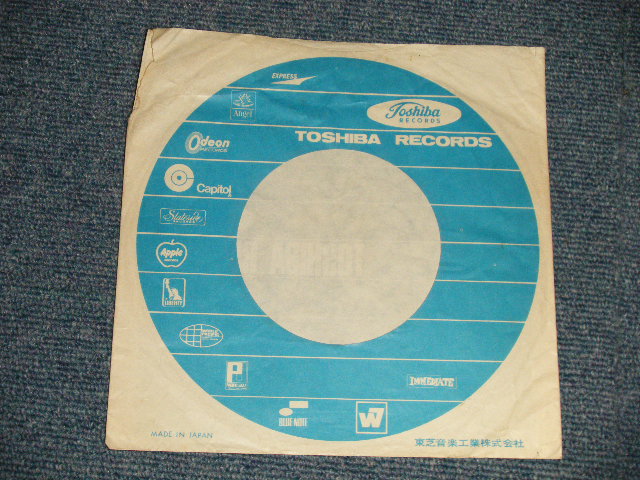 EXPRESS
Angel
Toshiba
RECORDS
TOSHIBA RECORDS
Odeon
Capitol
Stateside
Apple
LIBERTY
BLUE NOTE
W7
IMMEDIATE
MADE IN JAPAN
東芝音楽工業株式会社